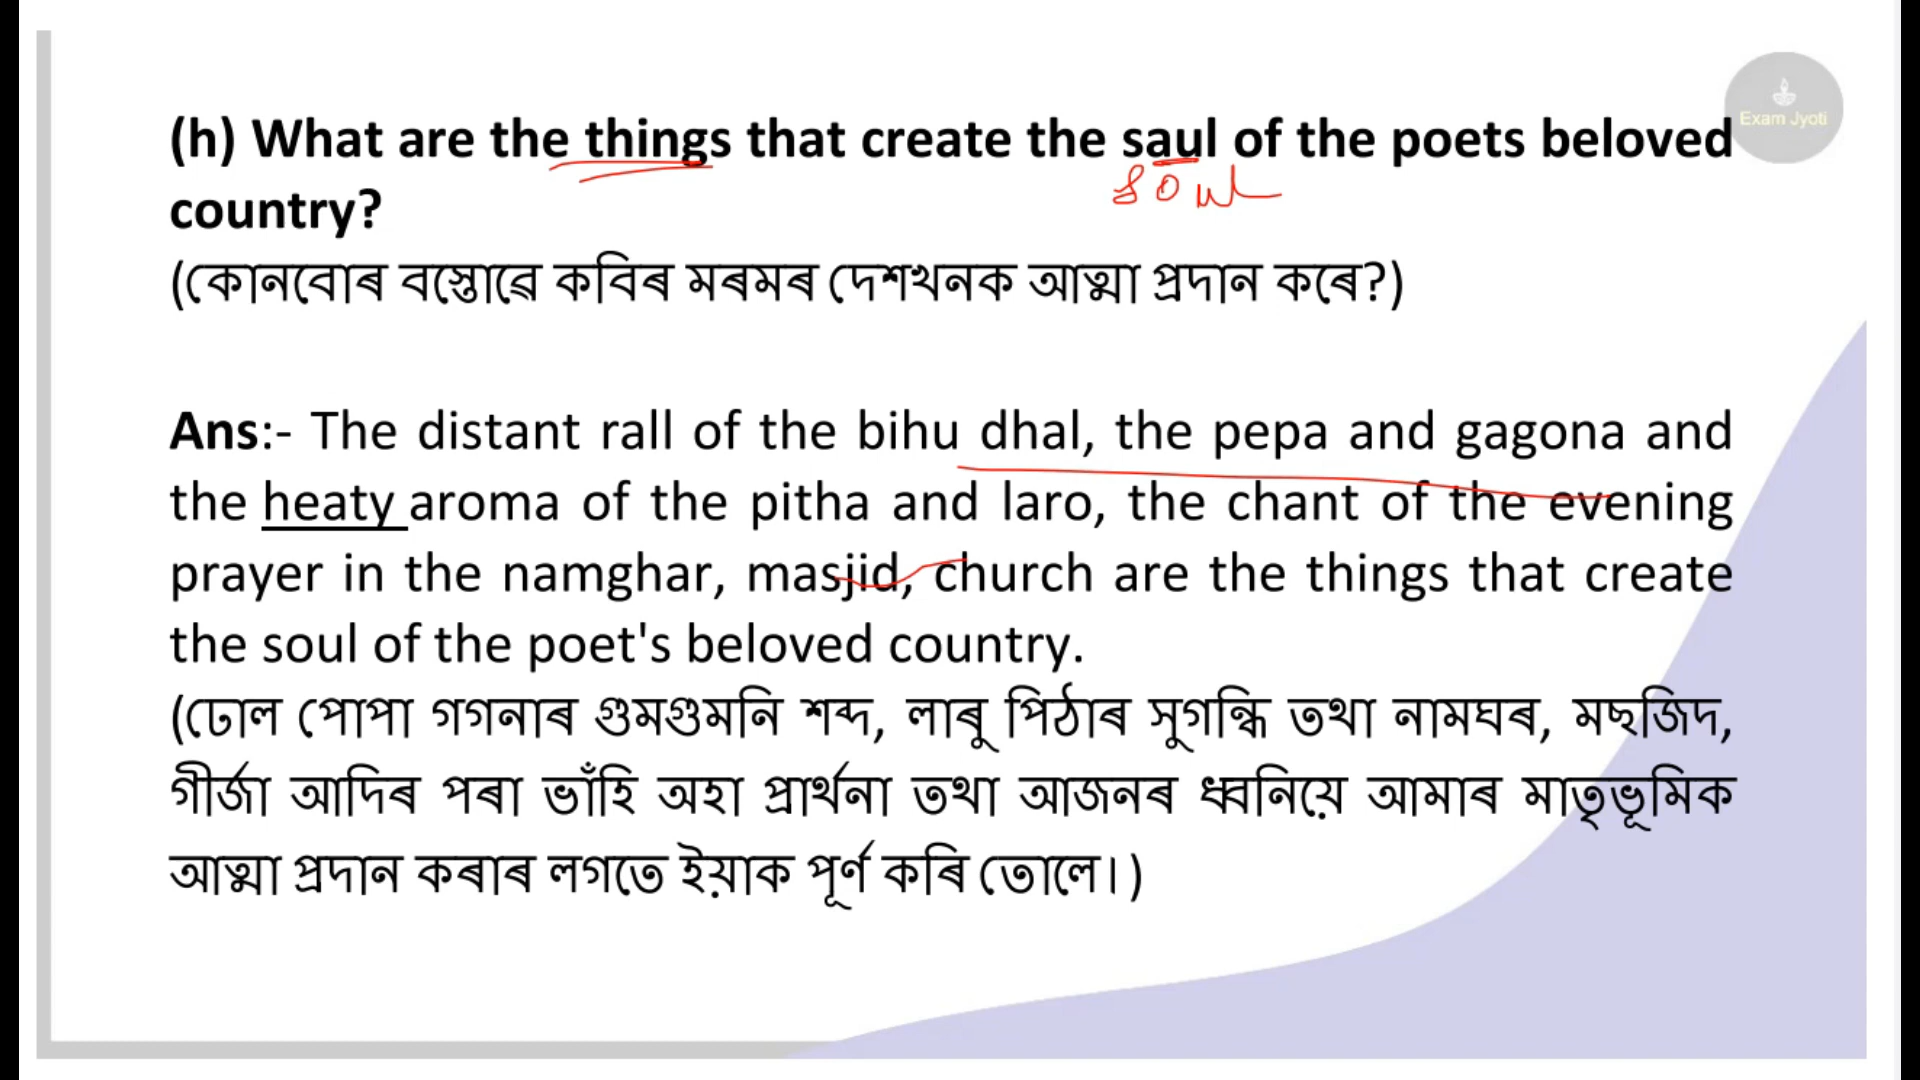 Exam Jyoti
(h) What are the things that create the saul of the poets beloved
soul
country?
(কোনবোৰ বস্তোৱে কবিৰ মৰমৰ দেশখনক আত্মা প্ৰদান কৰে?)
Ans:- The distant rall of the bihu dhal, the pepa and gagona and
the heaty aroma of the pitha and laro, the chant of the evening
prayer in the namghar, masjid, church are the things that create
the soul of the poet's beloved country.
(ঢোল পোপা গগনাৰ গুমগুমনি শব্দ, লাৰু পিঠাৰ সুগন্ধি তথা নামঘৰ, মছজিদ,
গীৰ্জা আদিৰ পৰা ভাঁহি অহা প্ৰাৰ্থনা তথা আজনৰ ধ্বনিয়ে আমাৰ মাতৃভূমিক
আত্মা প্ৰদান কৰাৰ লগতে ইয়াক পূৰ্ণ কৰি তোলে।)